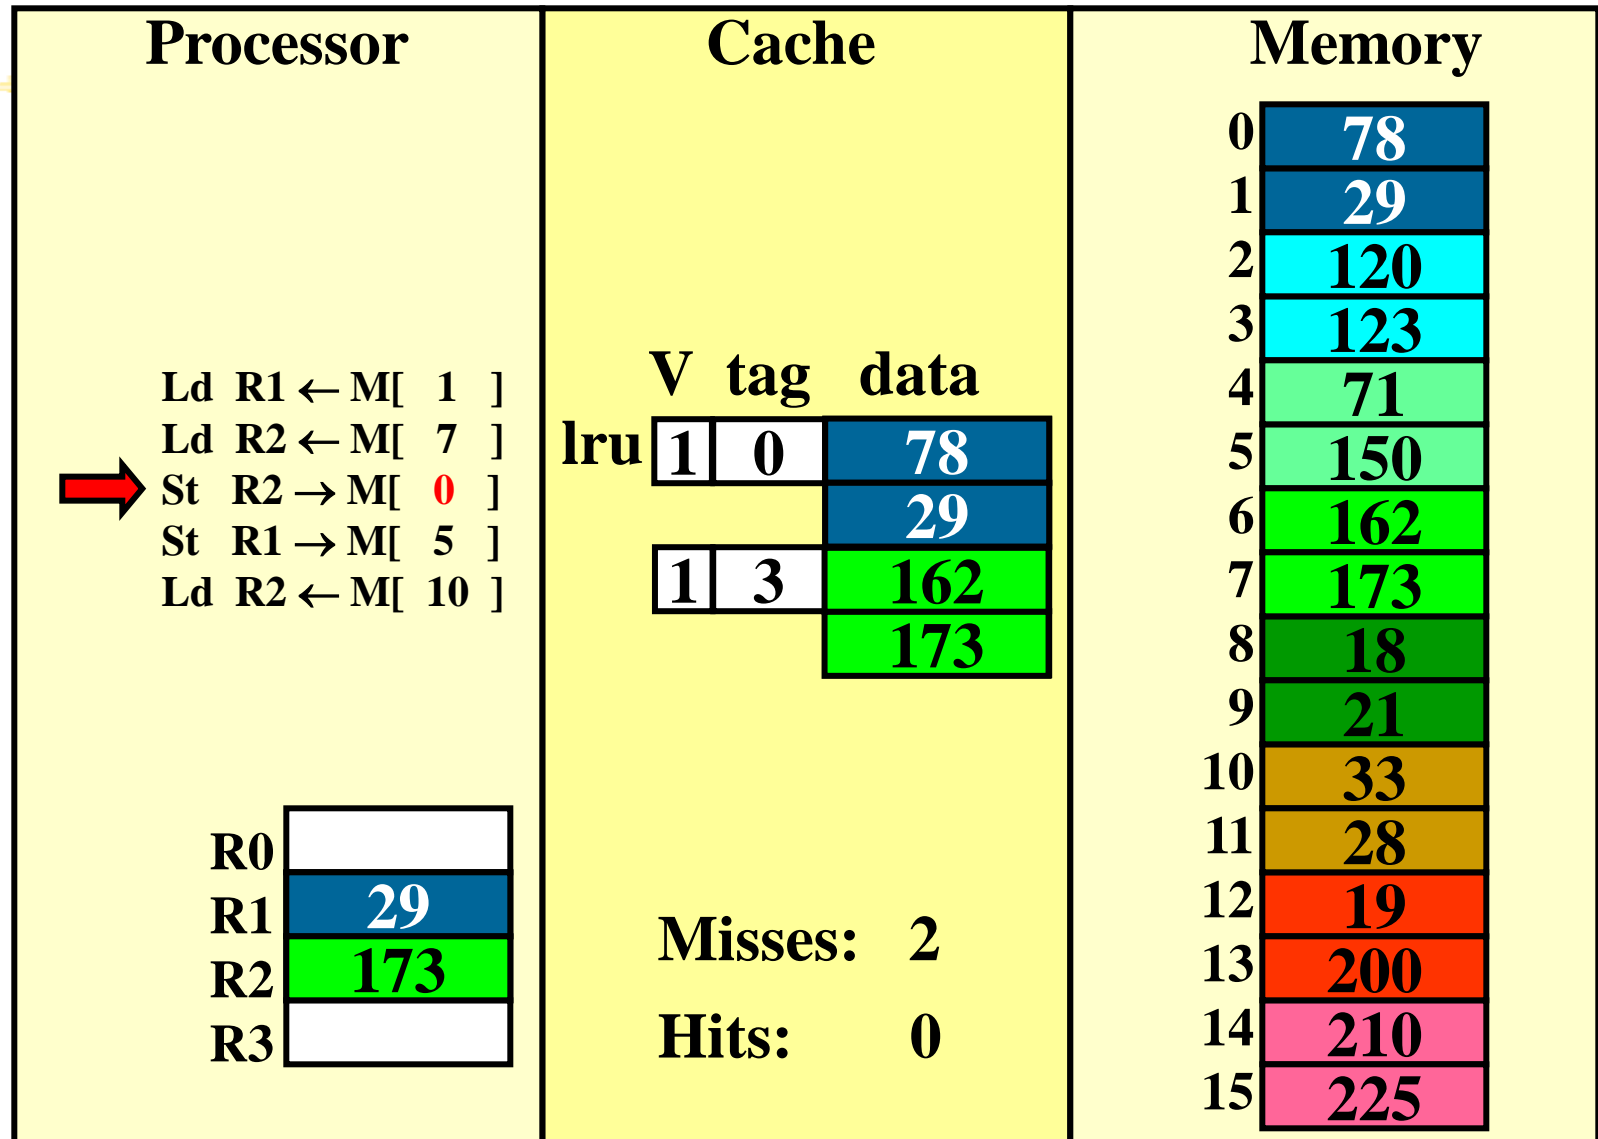 Processor
Ld R1 ← M[ 1 ]
Ld R2 ← M[ 7 ]
St R2 → M[ 0 ]
St R1 → M[ 5 ]
Ld R2 ← M[ 10 ]
R0
R1 29
R2 173
R3
Cache
V tag data
lru 1 0 78
29
1 3 162
173
Misses: 2
Hits: 0
Memory
0 78
1 29
2 120
3 123
4 71
5 150
6 162
7 173
8 18
9 21
10 33
11 28
12 19
13 200
14 210
15 225